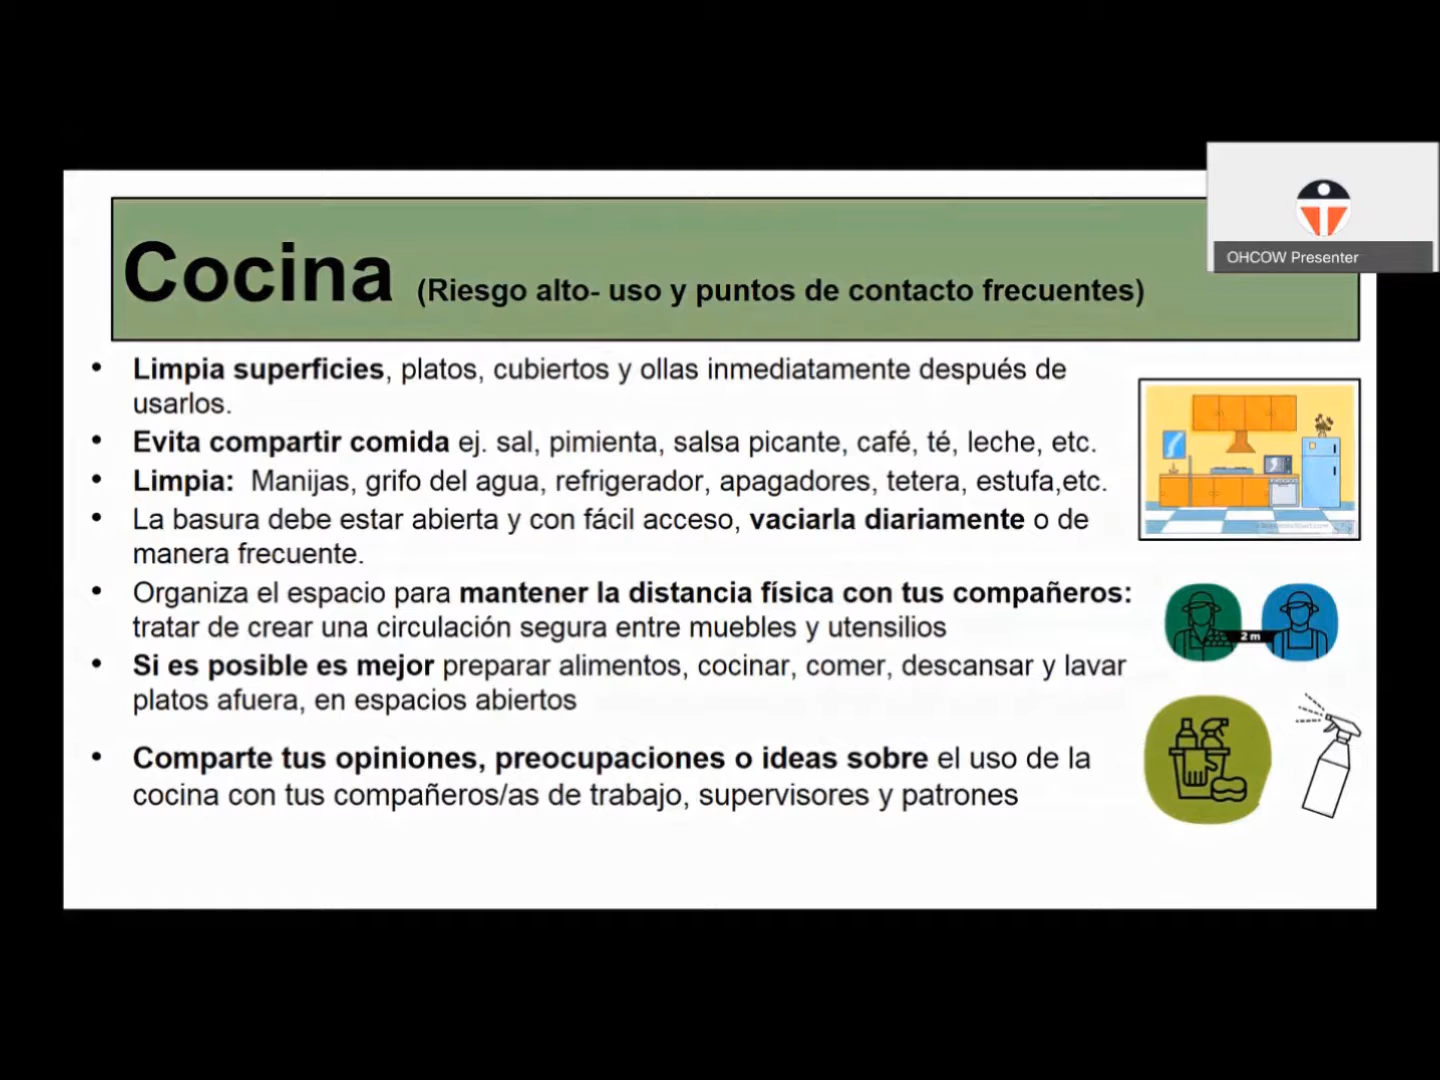 OHCOW Presenter
Cocina (Riesgo alto- uso y puntos de contacto frecuentes)
• Limpia superficies, platos, cubiertos y ollas inmediatamente después de
usarlos.
• Evita compartir comida ej. sal, pimienta, salsa picante, café, té, leche, etc.
• Limpia: Manijas, grifo del agua, refrigerador, apagadores, tetera, estufa,etc.
• La basura debe estar abierta y con fácil acceso, vaciarla diariamente o de
manera frecuente.
• Organiza el espacio para mantener la distancia física con tus compañeros:
tratar de crear una circulación segura entre muebles y utensilios
2 m
• Si es posible es mejor preparar alimentos, cocinar, comer, descansar y lavar
platos afuera, en espacios abiertos
• Comparte tus opiniones, preocupaciones o ideas sobre el uso de la
cocina con tus compañeros/as de trabajo, supervisores y patrones